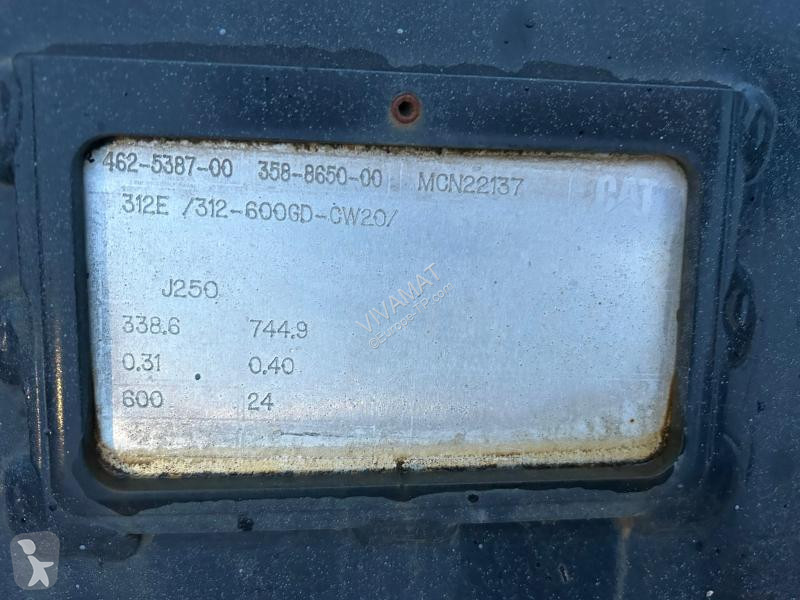 462-5387-00 358-8650-00 MCN22137 CAT
312E /312-600GD-CW20/
J250
338.6 744.9
0.31 0.40
600 24
VIVAMAT